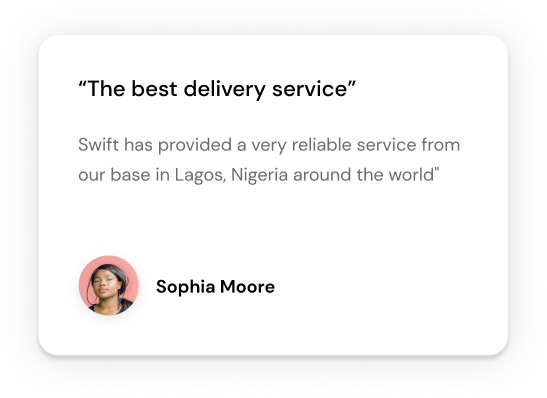 “The best delivery service”
Swift has provided a very reliable service from
our base in Lagos, Nigeria around the world"
Sophia Moore